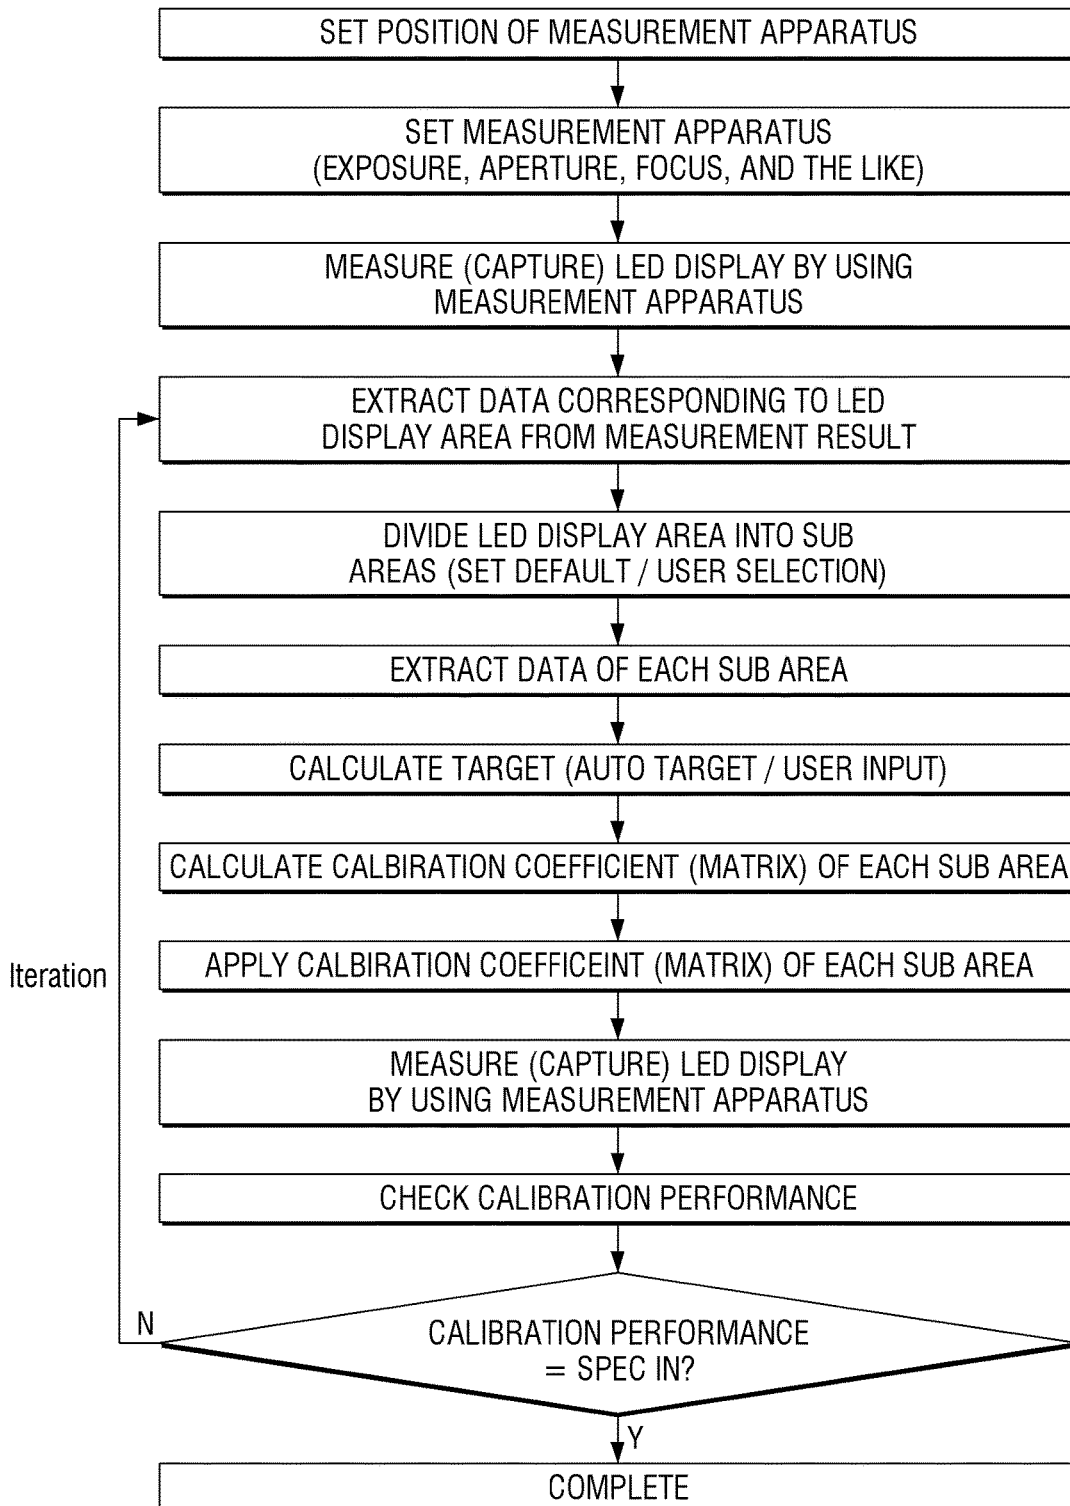 SET POSITION OF MEASUREMENT APPARATUS
SET MEASUREMENT APPARATUS
(EXPOSURE, APERTURE, FOCUS, AND THE LIKE)
MEASURE (CAPTURE) LED DISPLAY BY USING
MEASUREMENT APPARATUS
EXTRACT DATA CORRESPONDING TO LED
DISPLAY AREA FROM MEASUREMENT RESULT
DIVIDE LED DISPLAY AREA INTO SUB
AREAS (SET DEFAULT / USER SELECTION)
EXTRACT DATA OF EACH SUB AREA
CALCULATE TARGET (AUTO TARGET / USER INPUT)
CALCULATE CALBIRATION COEFFICIENT (MATRIX) OF EACH SUB AREA
APPLY CALBIRATION COEFFICEINT (MATRIX) OF EACH SUB AREA
Iteration
MEASURE (CAPTURE) LED DISPLAY
BY USING MEASUREMENT APPARATUS
CHECK CALIBRATION PERFORMANCE
N
CALIBRATION PERFORMANCE
= SPEC IN?
Y
COMPLETE